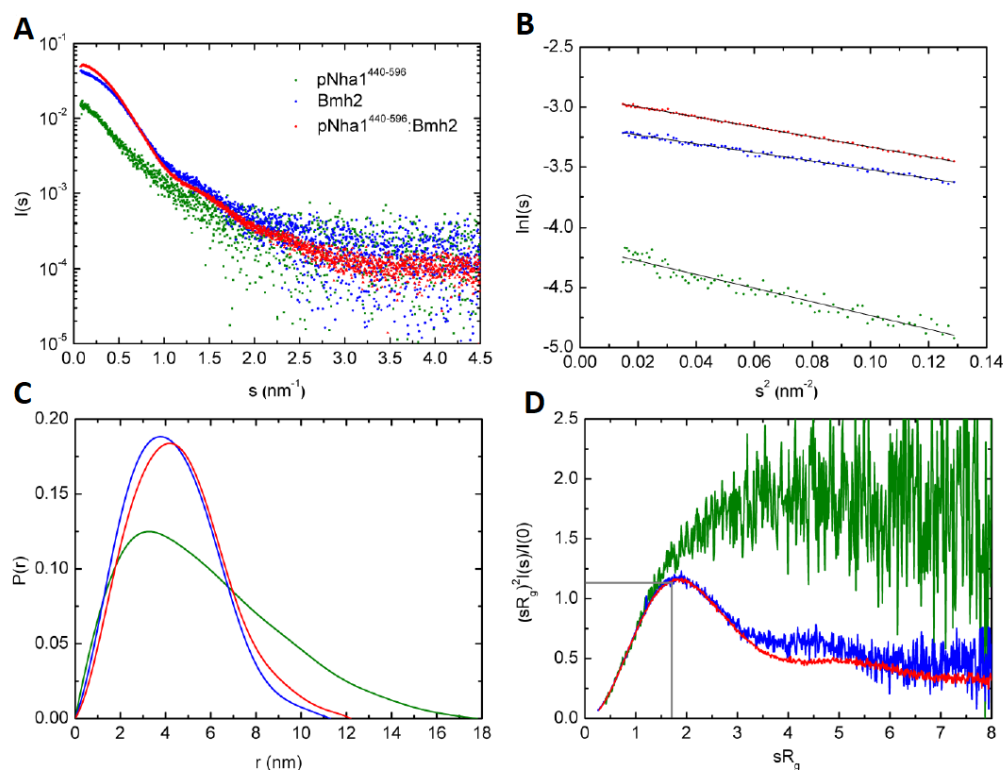 A
10⁻¹
10⁻²
10⁻³
10⁻⁴
10⁻⁵
I(s)
pNha1⁴⁴⁰⁻⁵⁹⁶
Bmh2
pNha1⁴⁴⁰⁻⁵⁹⁶:Bmh2
0.0 0.5 1.0 1.5 2.0 2.5 3.0 3.5 4.0 4.5
s (nm⁻¹)
B
-2.5
-3.0
-3.5
-4.0
-4.5
-5.0
lnI(s)
0.00 0.02 0.04 0.06 0.08 0.10 0.12 0.14
s² (nm⁻²)
C
0.20
0.15
0.10
0.05
0.00
P(r)
0 2 4 6 8 10 12 14 16 18
r (nm)
D
2.5
2.0
1.5
1.0
0.5
0.0
(sRg)²I(s)/I(0)
0 1 2 3 4 5 6 7 8
sRg